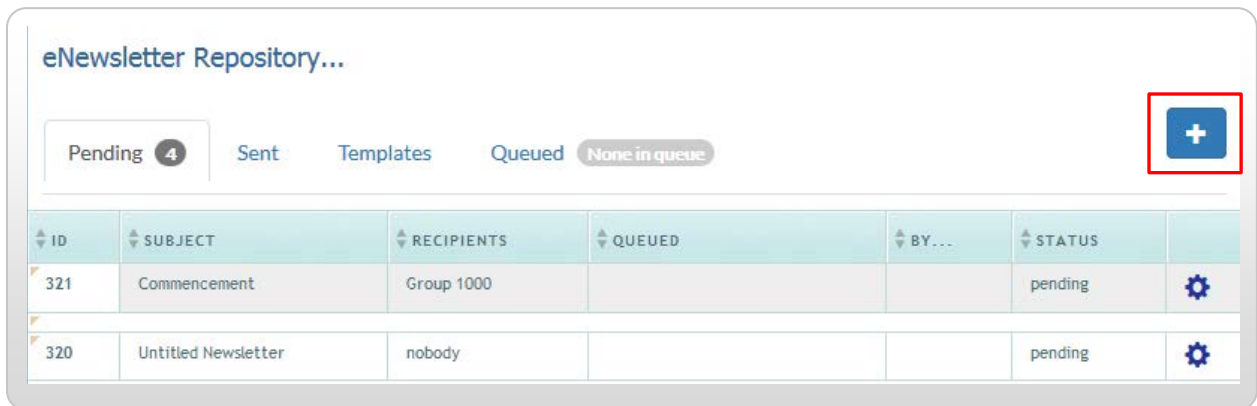 eNewsletter Repository...
Pending 4 Sent Templates Queued None in queue
ID SUBJECT RECIPIENTS QUEUED BY... STATUS
321 Commencement Group 1000 pending
320 Untitled Newsletter nobody pending